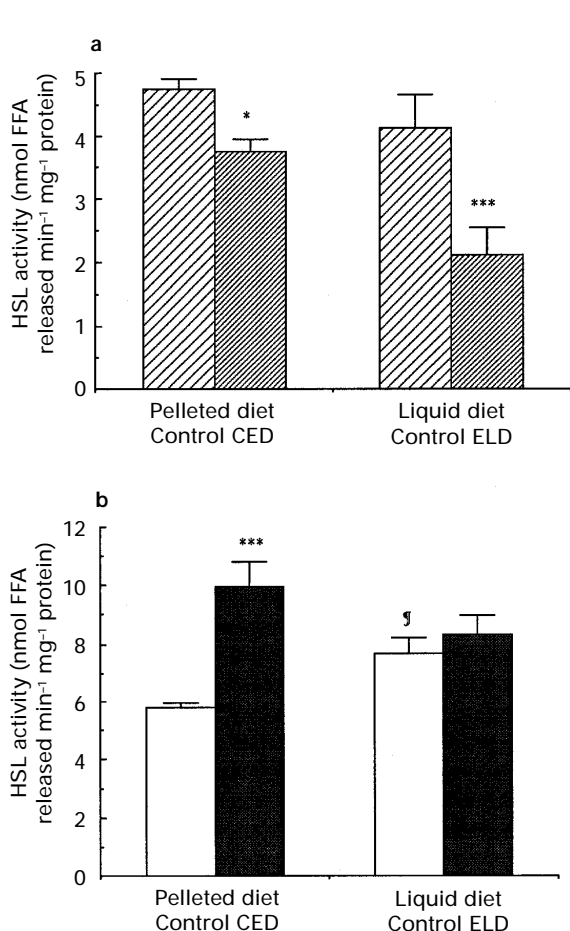 a
HSL activity (nmol FFA
released min⁻¹ mg⁻¹ protein)
5
4
3
2
1
0
*
***
Pelleted diet
Control CED
Liquid diet
Control ELD
b
HSL activity (nmol FFA
released min⁻¹ mg⁻¹ protein)
12
10
8
6
4
2
0
***
¶
Pelleted diet
Control CED
Liquid diet
Control ELD